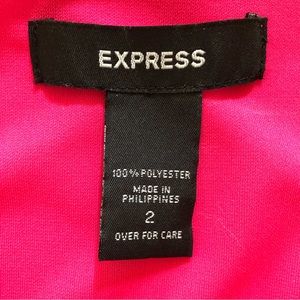 EXPRESS
100% POLYESTER
MADE IN
PHILIPPINES
2
OVER FOR CARE